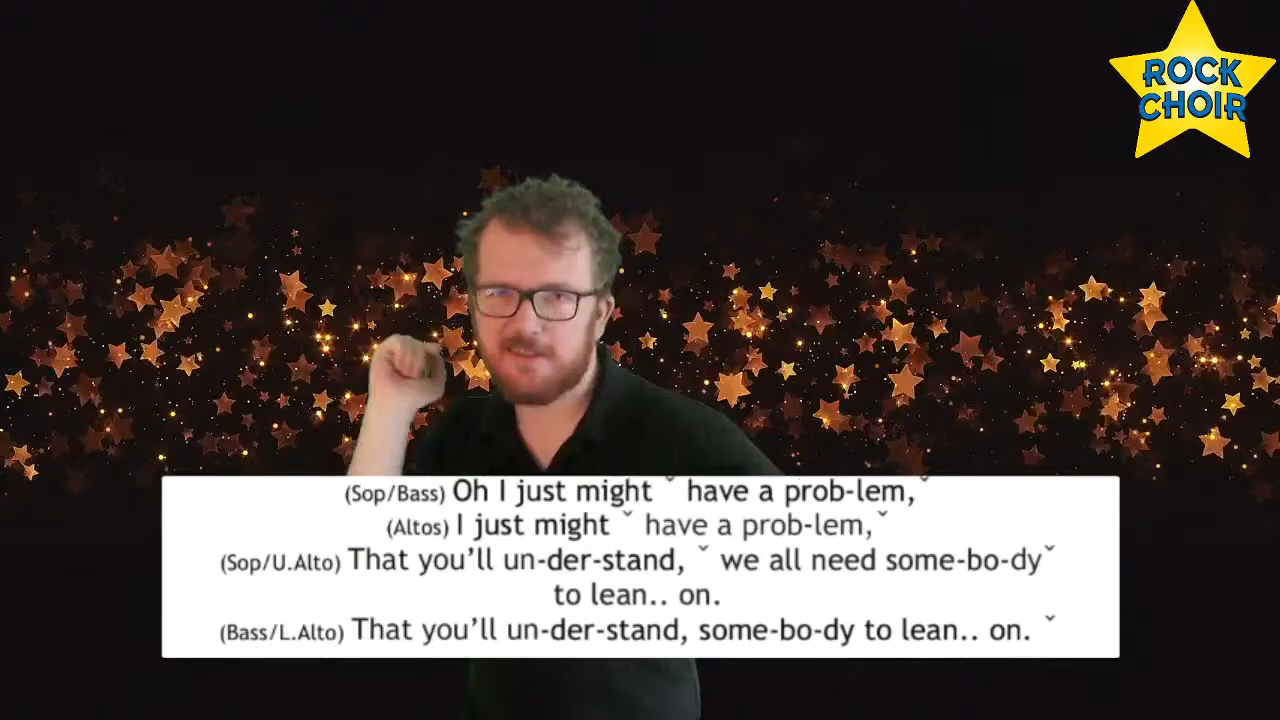 ROCK
CHOIR
(Sop/Bass) Oh I just might ˇ have a prob-lem,ˇ
(Altos) I just might ˇ have a prob-lem,ˇ
(Sop/U.Alto) That you’ll un-der-stand, ˇ we all need some-bo-dyˇ
to lean.. on.
(Bass/L.Alto) That you’ll un-der-stand, some-bo-dy to lean.. on. ˇ